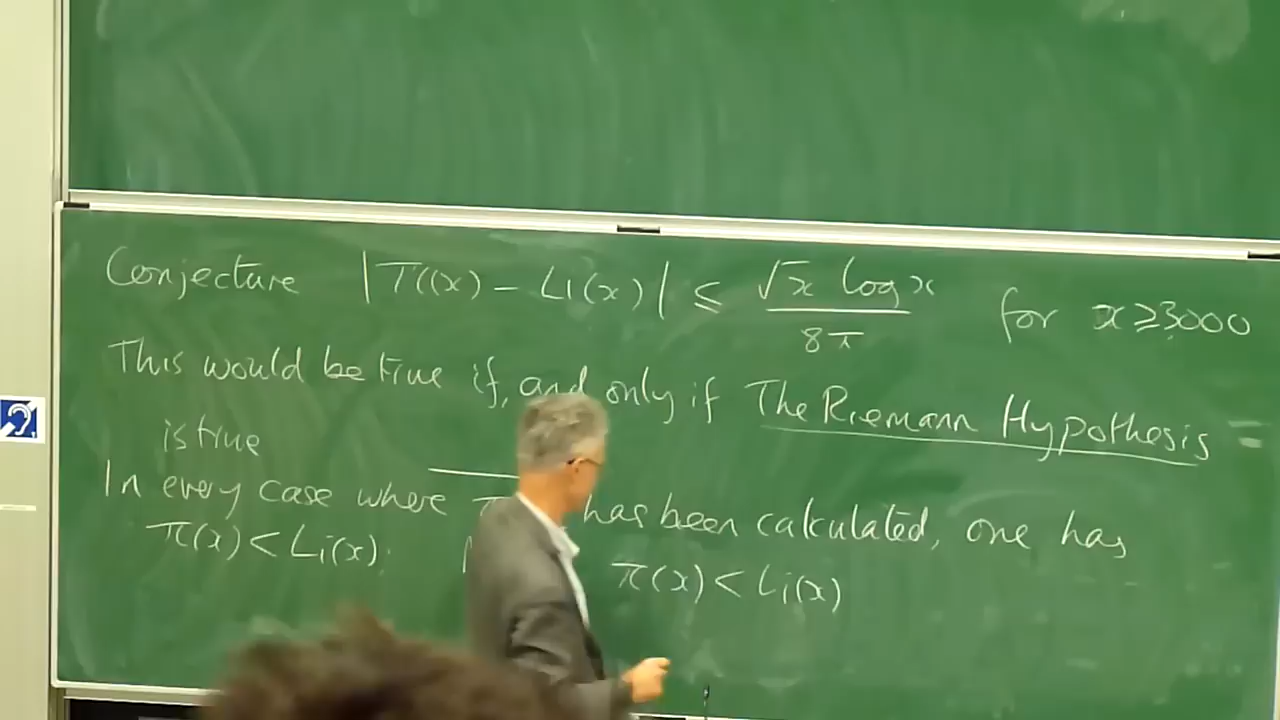 Conjecture |π(x) – Li(x)| ≤ √x log x / 8π for x ≥ 3000
This would be true if, and only if The Riemann Hypothesis
is true
In every case where has been calculated, one has
π(x) < Li(x); π(x) < Li(x)